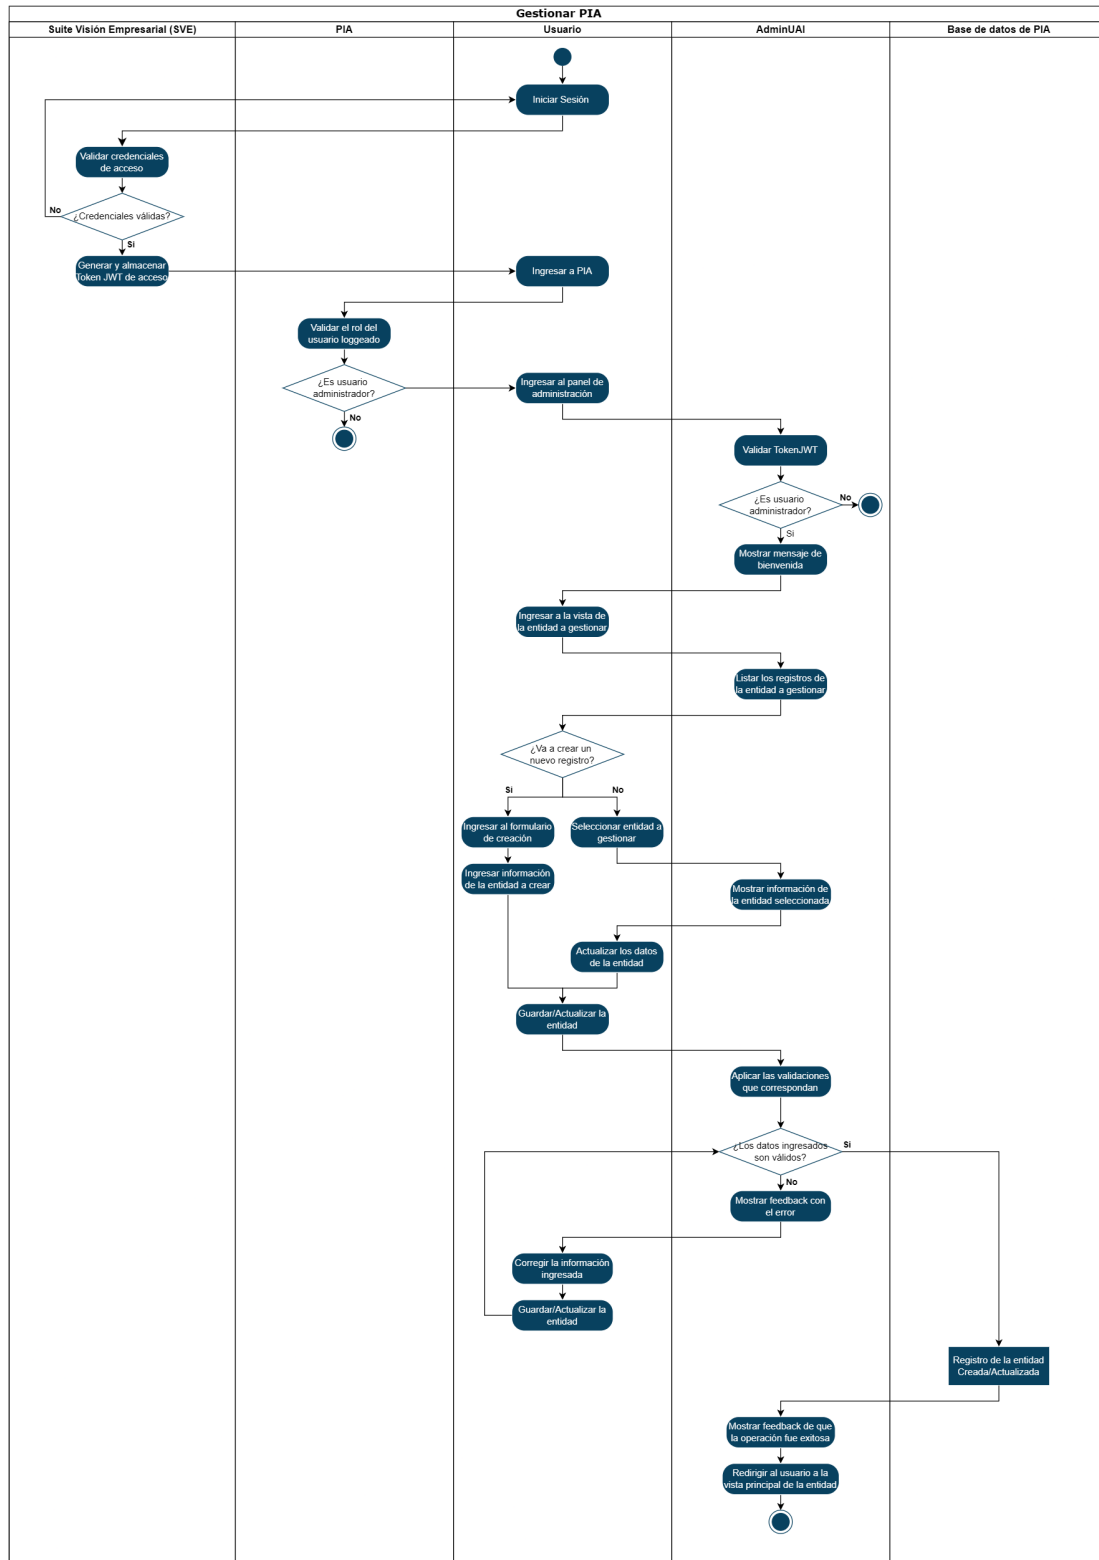 Gestionar PIA
Suite Visión Empresarial (SVE)
PIA
Usuario
AdminUAI
Base de datos de PIA
Iniciar Sesión
Validar credenciales
de acceso
¿Credenciales válidas?
No
Si
Generar y almacenar
Token JWT de acceso
Ingresar a PIA
Validar el rol del
usuario loggeado
¿Es usuario
administrador?
No
Ingresar al panel de
administración
Validar TokenJWT
¿Es usuario
administrador?
No
Si
Mostrar mensaje de
bienvenida
Ingresar a la vista de
la entidad a gestionar
Listar los registros de
la entidad a gestionar
¿Va a crear un
nuevo registro?
Si
No
Ingresar al formulario
de creación
Seleccionar entidad a
gestionar
Ingresar información
de la entidad a crear
Mostrar información de
la entidad seleccionada
Actualizar los datos
de la entidad
Guardar/Actualizar la
entidad
Aplicar las validaciones
que correspondan
¿Los datos ingresados
son válidos?
Si
No
Mostrar feedback con
el error
Corregir la información
ingresada
Guardar/Actualizar la
entidad
Registro de la entidad
Creada/Actualizada
Mostrar feedback de que
la operación fue exitosa
Redirigir al usuario a la
vista principal de la entidad